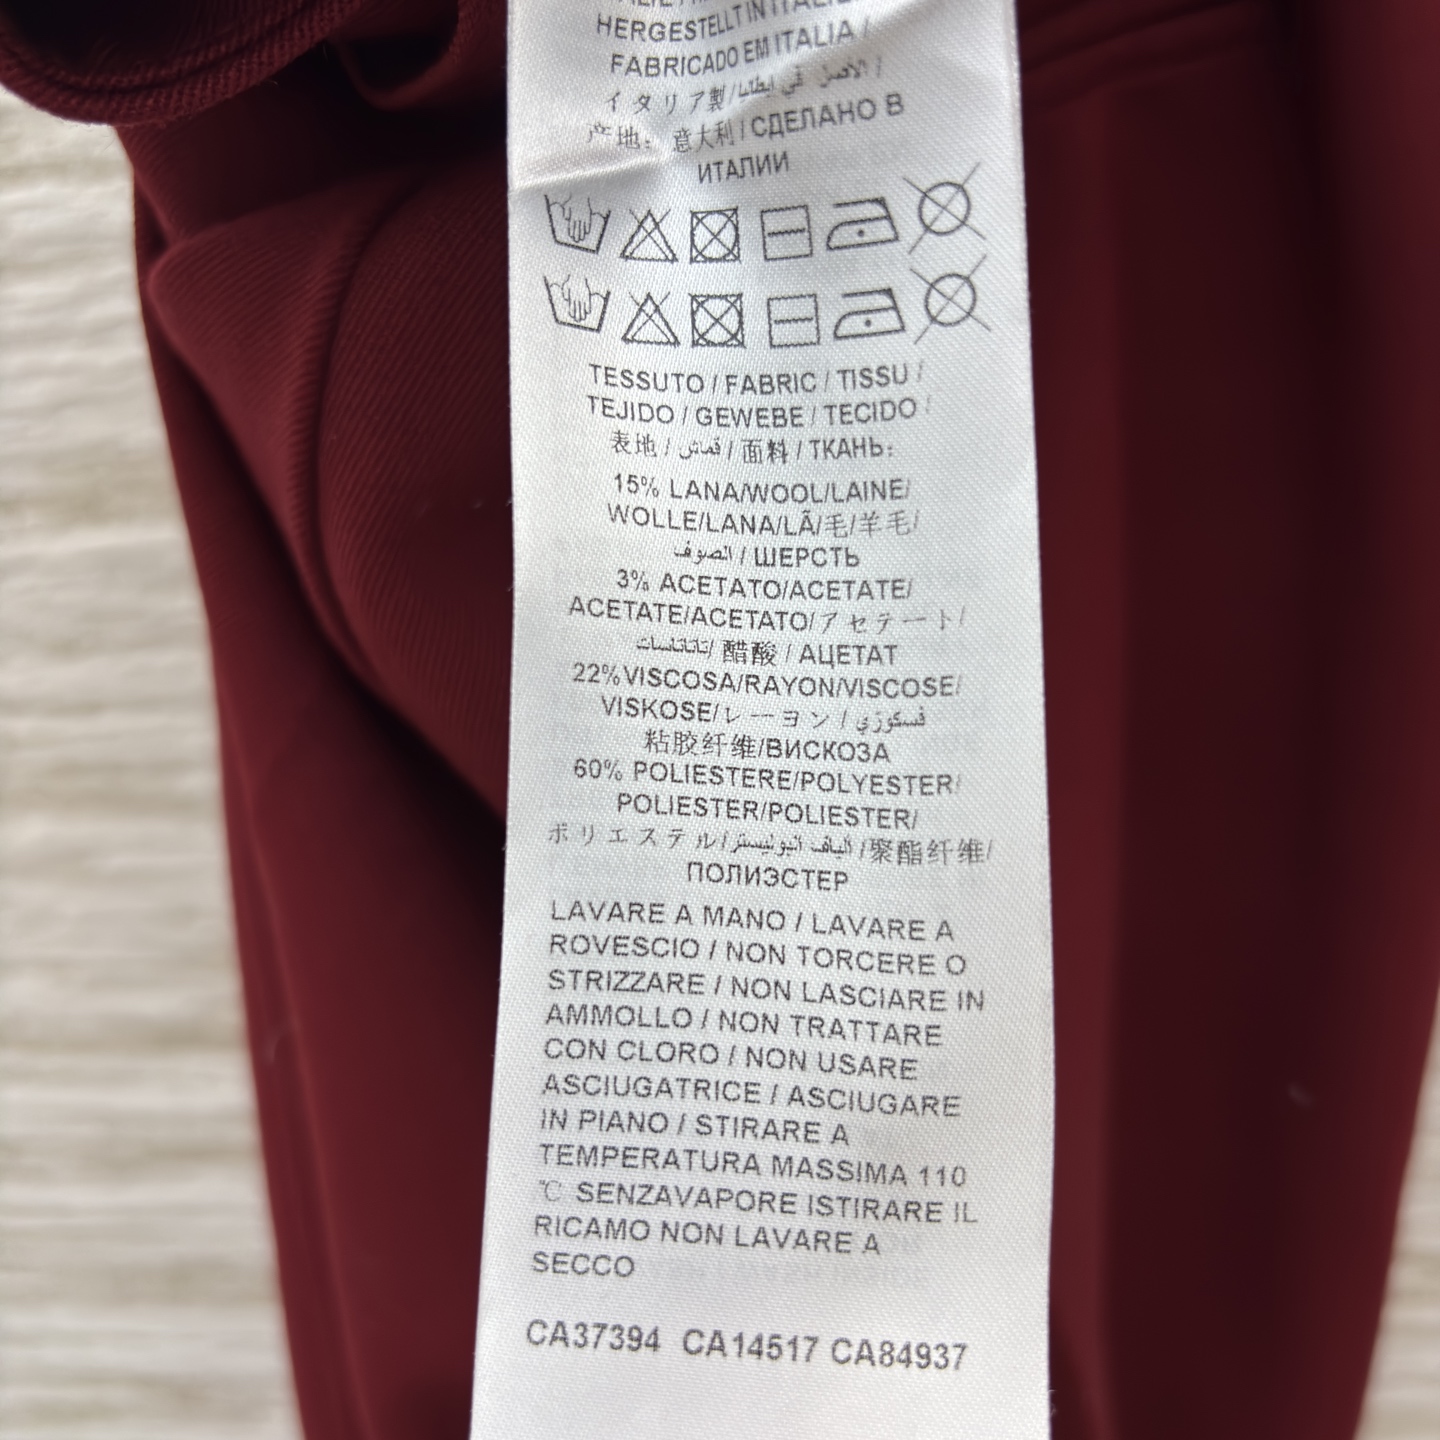 HERGESTELLT IN ITALIEN
FABRICADO EM ITALIA /
イタリア製/ الأصل في إيطاليا /
产地：意大利 / СДЕЛАНО В
ИТАЛИИ
TESSUTO / FABRIC / TISSU /
TEJIDO / GEWEBE / TECIDO /
表地 / قماش / 面料 / ТКАНЬ:
15% LANA/WOOL/LAINE/
WOLLE/LANA/LÃ/毛/羊毛/
الصوف / ШЕРСТЬ
3% ACETATO/ACETATE/
ACETATE/ACETATO/アセテート/
醋酸 / АЦЕТАТ
22%VISCOSA/RAYON/VISCOSE/
VISKOSE/レーヨン / فسكوزي
粘胶纤维/ВИСКОЗА
60% POLIESTERE/POLYESTER/
POLIESTER/POLIESTER/
ポリエステル/ /聚酯纤维/
ПОЛИЭСТЕР
LAVARE A MANO / LAVARE A
ROVESCIO / NON TORCERE O
STRIZZARE / NON LASCIARE IN
AMMOLLO / NON TRATTARE
CON CLORO / NON USARE
ASCIUGATRICE / ASCIUGARE
IN PIANO / STIRARE A
TEMPERATURA MASSIMA 110
℃ SENZAVAPORE ISTIRARE IL
RICAMO NON LAVARE A
SECCO
CA37394 CA14517 CA84937